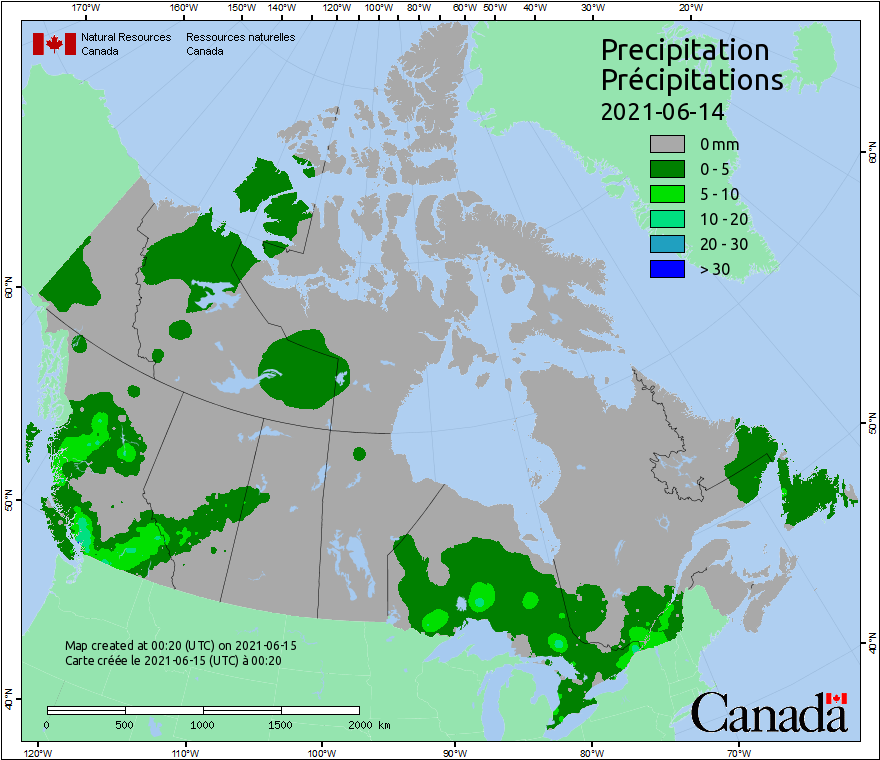 170°W 160°W 150°W 140°W 130°W 120°W 110°W 100°W 90°W 80°W 60°W 50°W 40°W 30°W 20°W
Natural Resources Ressources naturelles
Canada Canada
Precipitation
Précipitations
2021-06-14
0 mm
0 - 5
5 - 10
10 - 20
20 - 30
> 30
60°N
60°N
50°N
50°N
40°N
40°N
Map created at 00:20 (UTC) on 2021-06-15
Carte créée le 2021-06-15 (UTC) à 00:20
0 500 1000 1500 2000 km
Canada
120°W 110°W 100°W 90°W 80°W 70°W